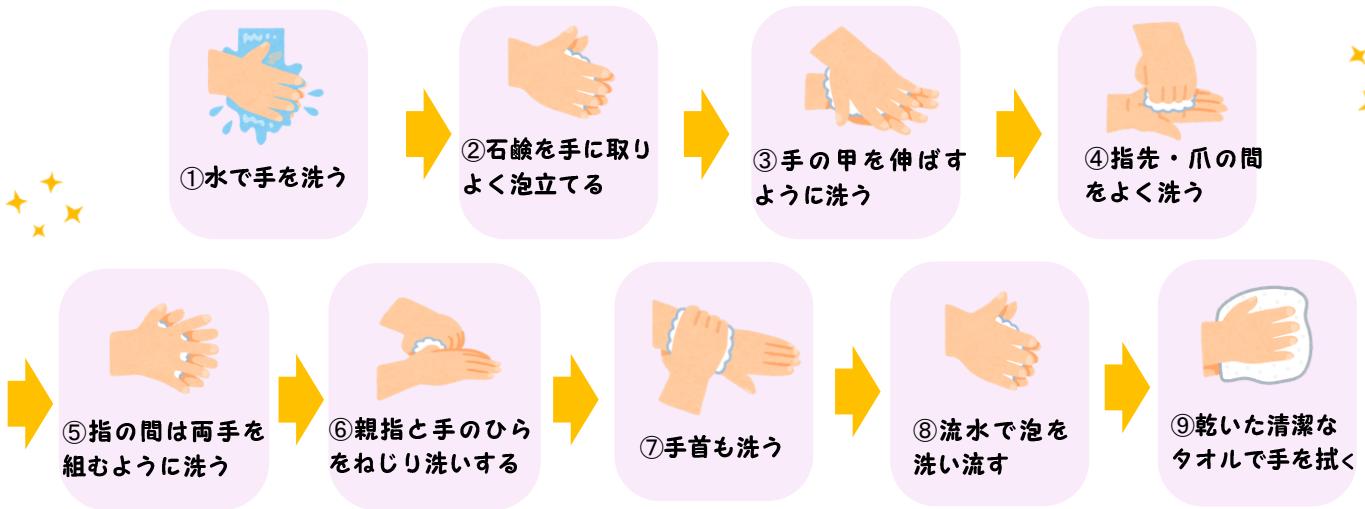 ①水で手を洗う
②石鹸を手に取り
よく泡立てる
③手の甲を伸ばす
ように洗う
④指先・爪の間
をよく洗う
⑤指の間は両手を
組むように洗う
⑥親指と手のひら
をねじり洗いする
⑦手首も洗う
⑧流水で泡を
洗い流す
⑨乾いた清潔な
タオルで手を拭く